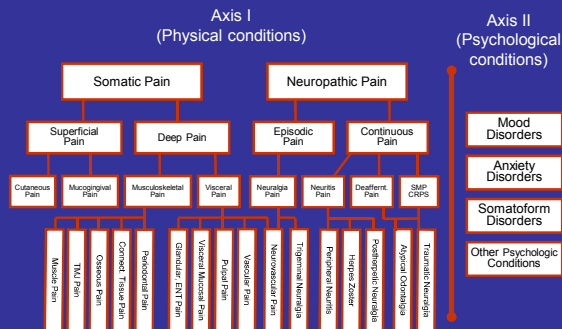 Axis I
(Physical conditions)
Axis II
(Psychological
conditions)
Somatic Pain
Neuropathic Pain
Superficial
Pain
Deep Pain
Episodic
Pain
Continuous
Pain
Cutaneous
Pain
Mucogingival
Pain
Musculoskeletal
Pain
Visceral
Pain
Neuralgia
Pain
Neuritis
Pain
Deaffernt.
Pain
SMP
CRPS
Muscle Pain
TMJ Pain
Osseous Pain
Connect. Tissue Pain
Periodontal Pain
Glandular, ENT Pain
Visceral Mucosal Pain
Pulpal Pain
Vascular Pain
Neurovascular Pain
Trigeminal Neuralgia
Peripheral Neuritis
Herpes Zoster
Postherpetic Neuralgia
Atypical Odontalgia
Traumatic Neuralgia
Mood
Disorders
Anxiety
Disorders
Somatoform
Disorders
Other Psychologic
Conditions